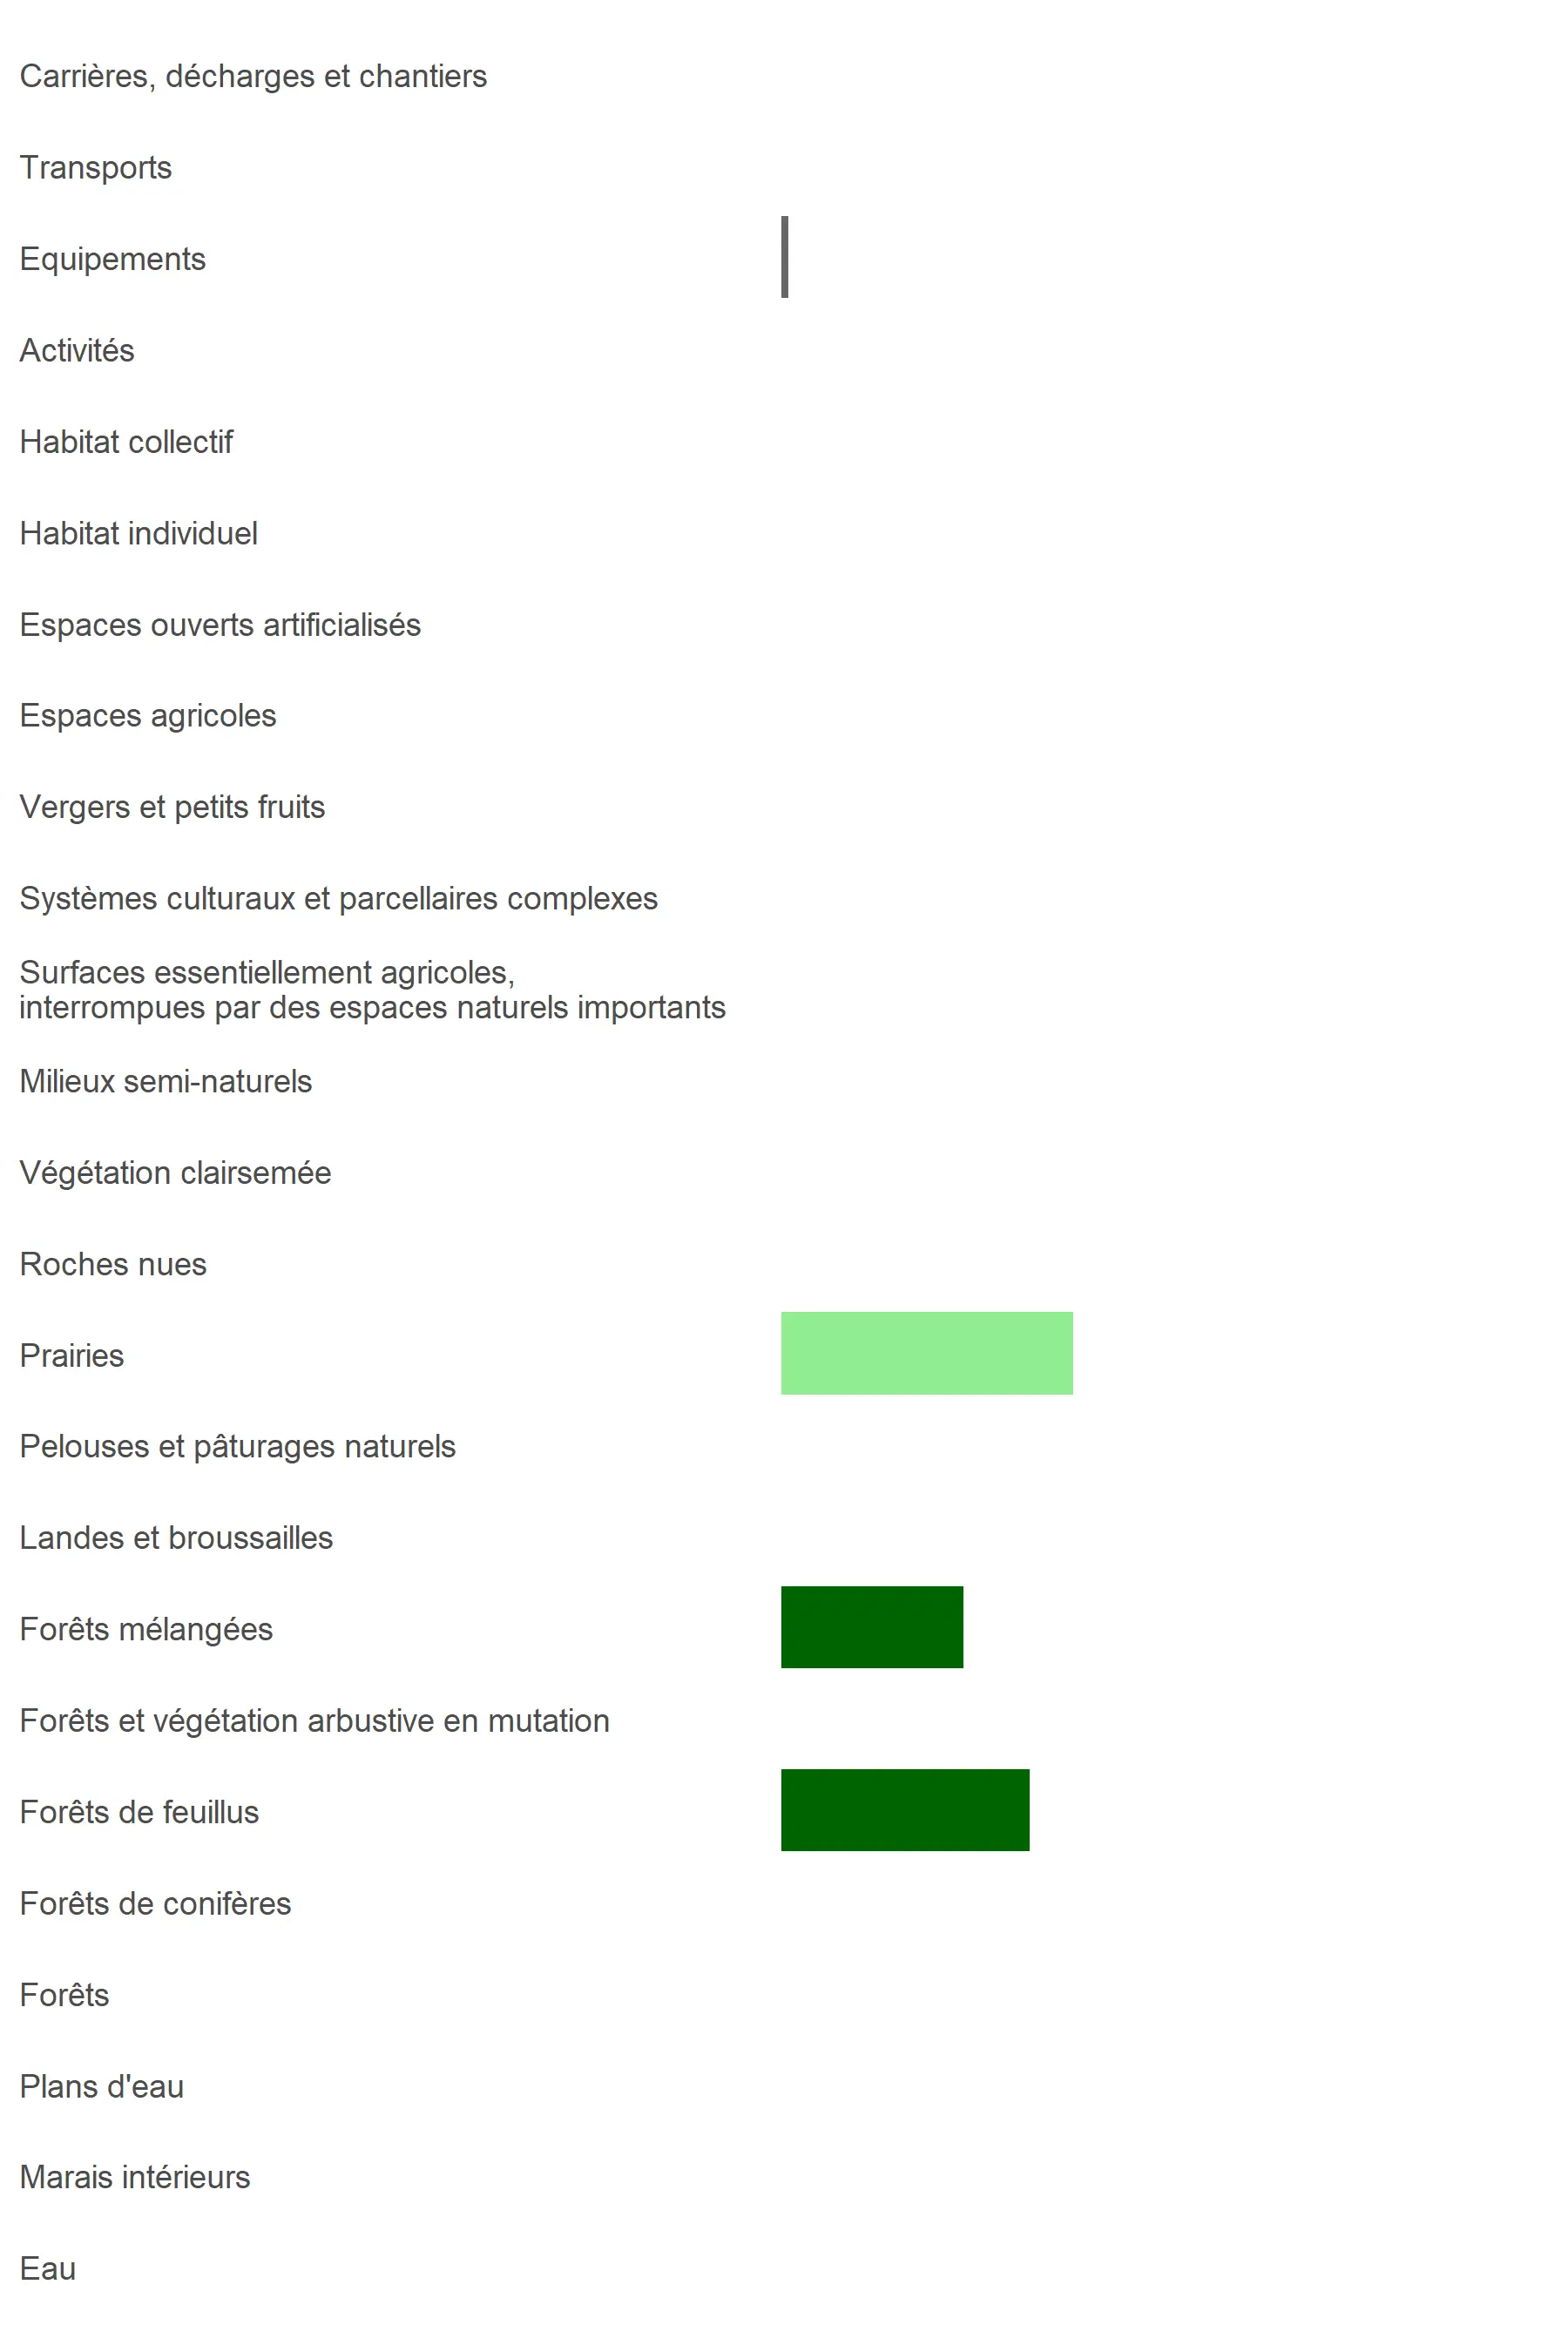 Carrières, décharges et chantiers
Transports
Equipements
Activités
Habitat collectif
Habitat individuel
Espaces ouverts artificialisés
Espaces agricoles
Vergers et petits fruits
Systèmes culturaux et parcellaires complexes
Surfaces essentiellement agricoles,
interrompues par des espaces naturels importants
Milieux semi-naturels
Végétation clairsemée
Roches nues
Prairies
Pelouses et pâturages naturels
Landes et broussailles
Forêts mélangées
Forêts et végétation arbustive en mutation
Forêts de feuillus
Forêts de conifères
Forêts
Plans d'eau
Marais intérieurs
Eau